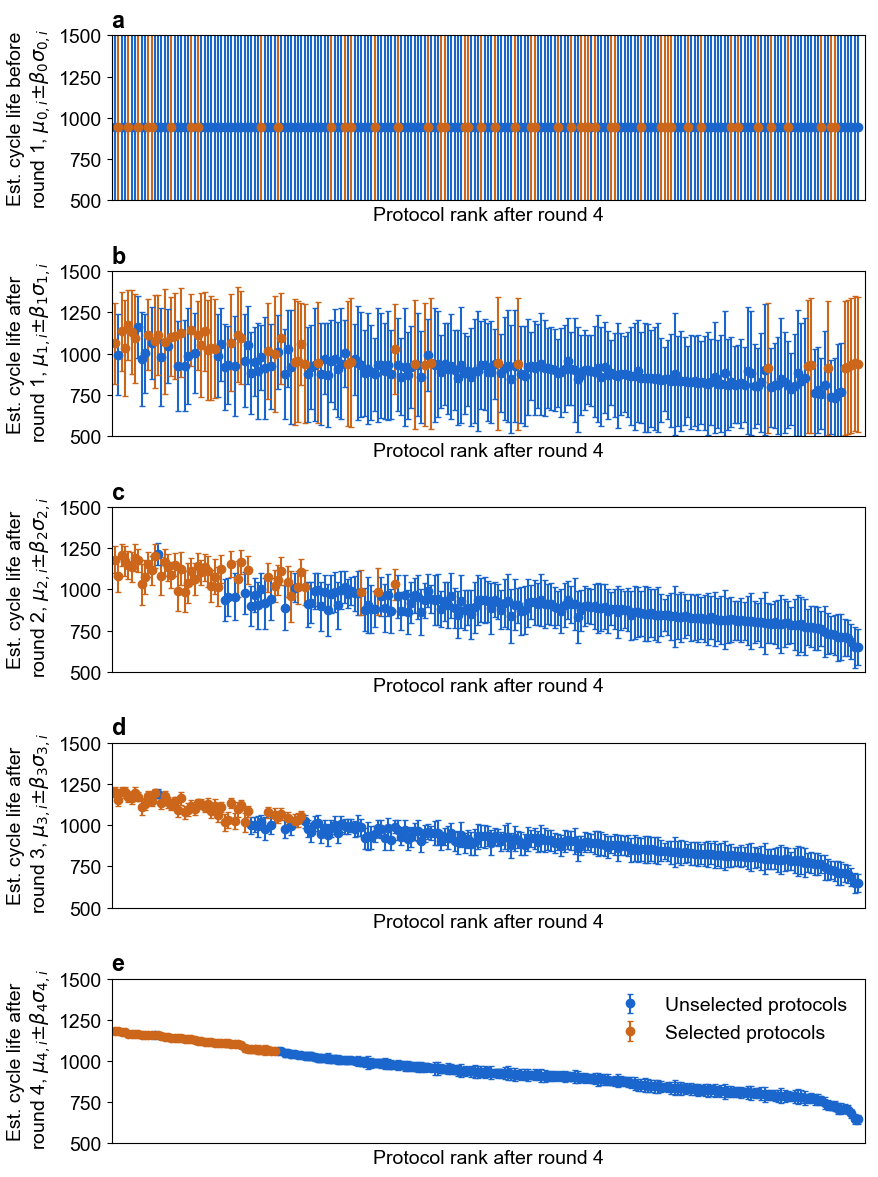 a
Est. cycle life before
round 1, μ0,i±β0σ0,i
1500
1250
1000
750
500
Protocol rank after round 4
b
Est. cycle life after
round 1, μ1,i±β1σ1,i
1500
1250
1000
750
500
Protocol rank after round 4
c
Est. cycle life after
round 2, μ2,i±β2σ2,i
1500
1250
1000
750
500
Protocol rank after round 4
d
Est. cycle life after
round 3, μ3,i±β3σ3,i
1500
1250
1000
750
500
Protocol rank after round 4
e
Est. cycle life after
round 4, μ4,i±β4σ4,i
1500
1250
1000
750
500
Unselected protocols
Selected protocols
Protocol rank after round 4